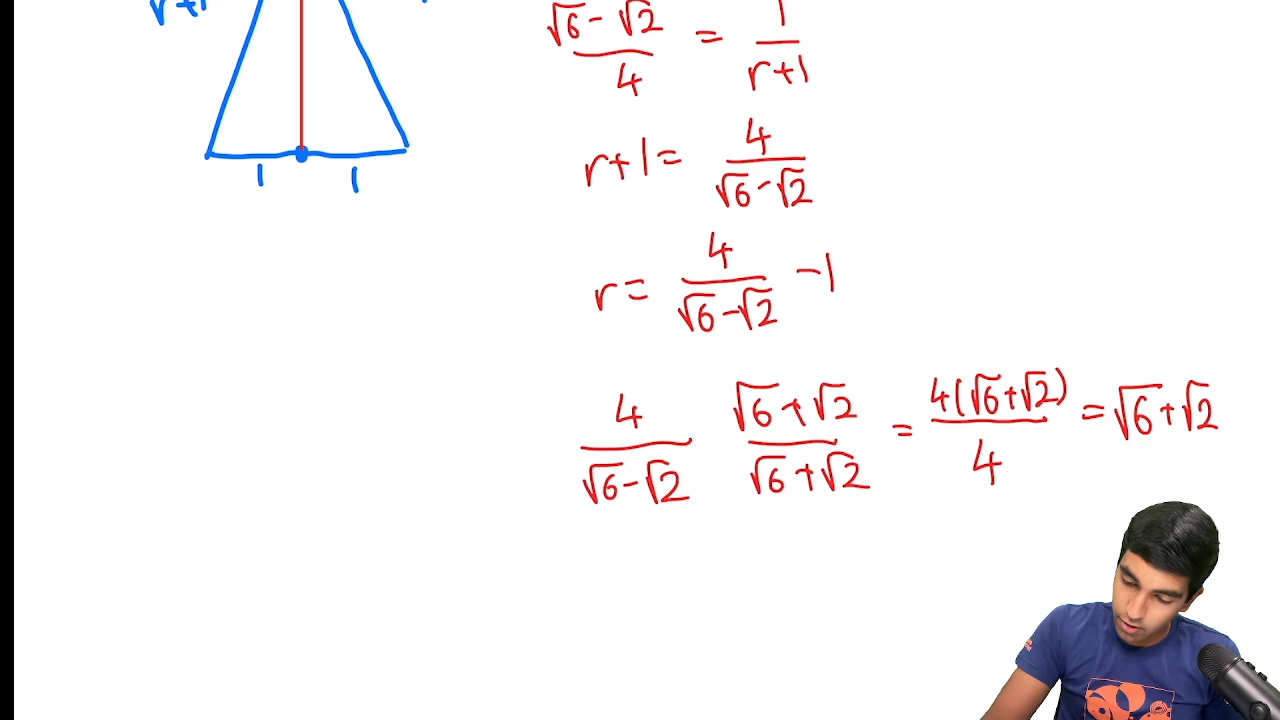 r+1
1 1
(√6-√2)/4 = 1/(r+1)
r+1= 4/(√6-√2)
r= 4/(√6-√2) -1
4/(√6-√2) (√6+√2)/(√6+√2) = 4(√6+√2)/4 =√6+√2